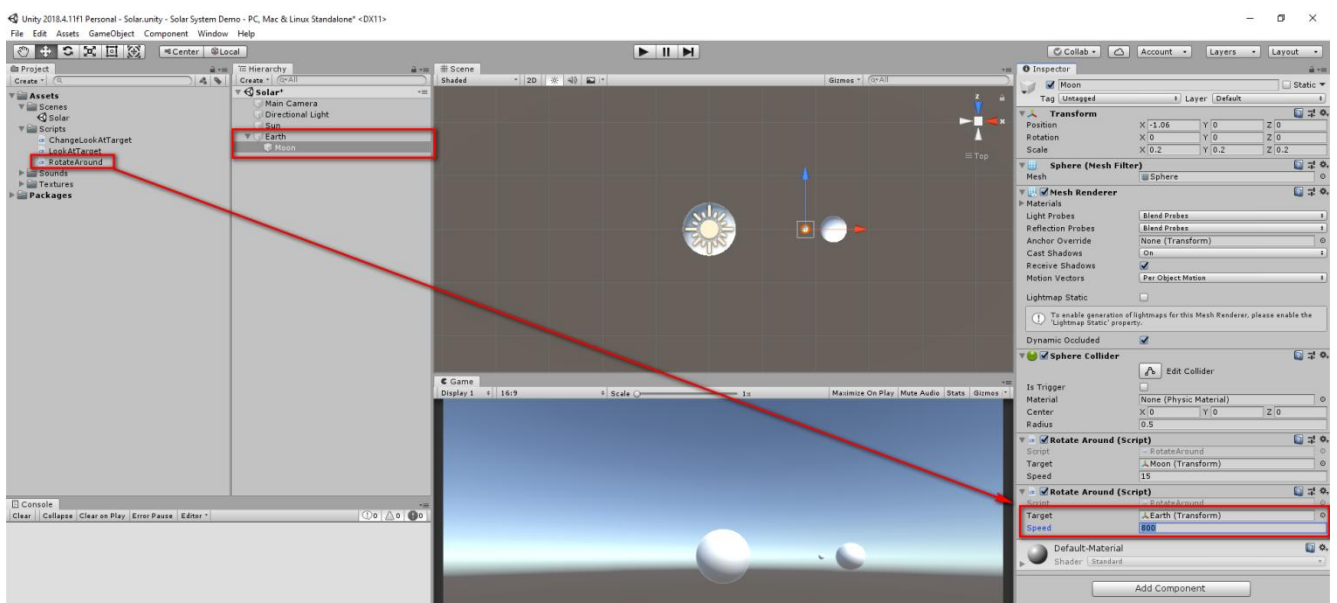 Unity 2018.4.11f1 Personal - Solar.unity - Solar System Demo - PC, Mac & Linux Standalone* <DX11>
File Edit Assets GameObject Component Window Help
Center Local
Collab Account Layers Layout
Project
Create
Assets
Scenes
Solar
Scripts
ChangeLookAtTarget
LookAtTarget
RotateAround
Sounds
Textures
Packages
Hierarchy
Create All
Solar*
Main Camera
Directional Light
Sun
Earth
Moon
Scene
Shaded 2D Gizmos All
z
x
Top
Game
Display 1 16:9 Scale 1x Maximize On Play Mute Audio Stats Gizmos
Console
Clear Collapse Clear on Play Error Pause Editor 0 0 0
Inspector
Moon Static
Tag Untagged Layer Default
Transform
Position X -1.06 Y 0 Z 0
Rotation X 0 Y 0 Z 0
Scale X 0.2 Y 0.2 Z 0.2
Sphere (Mesh Filter)
Mesh Sphere
Mesh Renderer
Materials
Light Probes Blend Probes
Reflection Probes Blend Probes
Anchor Override None (Transform)
Cast Shadows On
Receive Shadows
Motion Vectors Per Object Motion
Lightmap Static
To enable generation of lightmaps for this Mesh Renderer, please enable the
'Lightmap Static' property.
Dynamic Occluded
Sphere Collider
Edit Collider
Is Trigger
Material None (Physic Material)
Center X 0 Y 0 Z 0
Radius 0.5
Rotate Around (Script)
Script RotateAround
Target Moon (Transform)
Speed 15
Rotate Around (Script)
Script RotateAround
Target Earth (Transform)
Speed 800
Default-Material
Shader Standard
Add Component